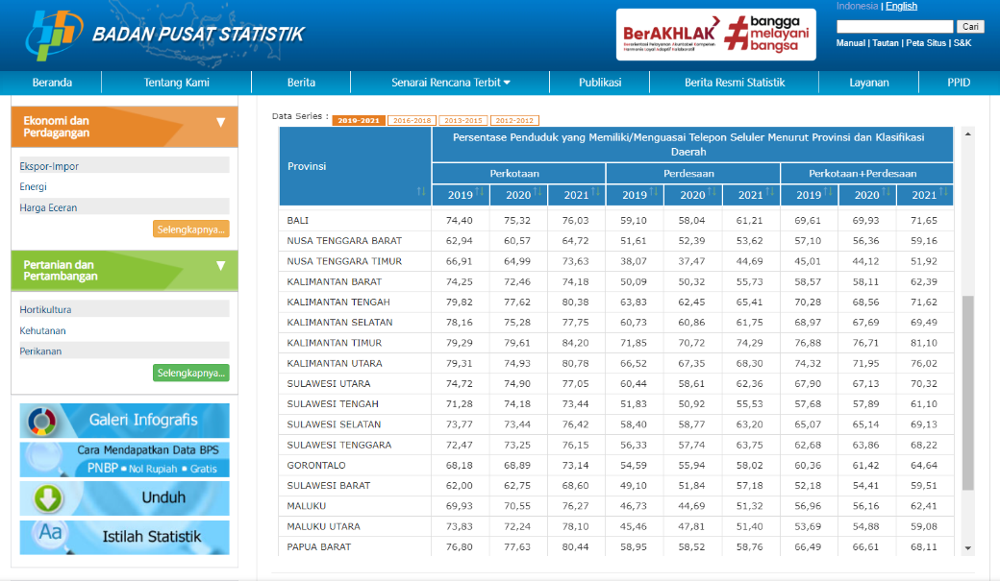 Indonesia | English
BADAN PUSAT STATISTIK
BerAKHLAK
#bangga melayani bangsa
Cari
Manual | Tautan | Peta Situs | S&K
Beranda Tentang Kami Berita Senarai Rencana Terbit Publikasi Berita Resmi Statistik Layanan PPID
Ekonomi dan
Perdagangan
Ekspor-Impor
Energi
Harga Eceran
Selengkapnya...
Pertanian dan
Pertambangan
Hortikultura
Kehutanan
Perikanan
Selengkapnya...
Galeri Infografis
Cara Mendapatkan Data BPS
PNBP • Nol Rupiah • Gratis
Unduh
Aa Istilah Statistik
Data Series : 2019-2021 2016-2018 2013-2015 2012-2012
Provinsi
Persentase Penduduk yang Memiliki/Menguasai Telepon Seluler Menurut Provinsi dan Klasifikasi
Daerah
Perkotaan Perdesaan Perkotaan+Perdesaan
2019 2020 2021 2019 2020 2021 2019 2020 2021
BALI 74,40 75,32 76,03 59,10 58,04 61,21 69,61 69,93 71,65
NUSA TENGGARA BARAT 62,94 60,57 64,72 51,61 52,39 53,62 57,10 56,36 59,16
NUSA TENGGARA TIMUR 66,91 64,99 73,63 38,07 37,47 44,69 45,01 44,12 51,92
KALIMANTAN BARAT 74,25 72,46 74,18 50,09 50,32 55,73 58,57 58,11 62,39
KALIMANTAN TENGAH 79,82 77,62 80,38 63,83 62,45 65,41 70,28 68,56 71,62
KALIMANTAN SELATAN 78,16 75,28 77,75 60,73 60,86 61,75 68,97 67,69 69,49
KALIMANTAN TIMUR 79,29 79,61 84,20 71,85 70,72 74,29 76,88 76,71 81,10
KALIMANTAN UTARA 79,31 74,93 80,78 66,52 67,35 68,30 74,32 71,95 76,02
SULAWESI UTARA 74,72 74,90 77,05 60,44 58,61 62,36 67,90 67,13 70,32
SULAWESI TENGAH 71,28 74,18 73,44 51,83 50,92 55,53 57,68 57,89 61,10
SULAWESI SELATAN 73,77 73,44 76,42 58,40 58,77 63,20 65,07 65,14 69,13
SULAWESI TENGGARA 72,47 73,25 76,15 56,33 57,74 63,75 62,68 63,86 68,22
GORONTALO 68,18 68,89 73,14 54,59 55,94 58,02 60,36 61,42 64,64
SULAWESI BARAT 62,00 62,75 68,60 49,10 51,84 57,18 52,18 54,41 59,51
MALUKU 69,93 70,55 76,27 46,73 44,69 51,32 56,96 56,16 62,41
MALUKU UTARA 73,83 72,24 78,10 45,46 47,81 51,40 53,69 54,88 59,08
PAPUA BARAT 76,80 77,63 80,44 58,95 58,52 58,76 66,49 66,61 68,11